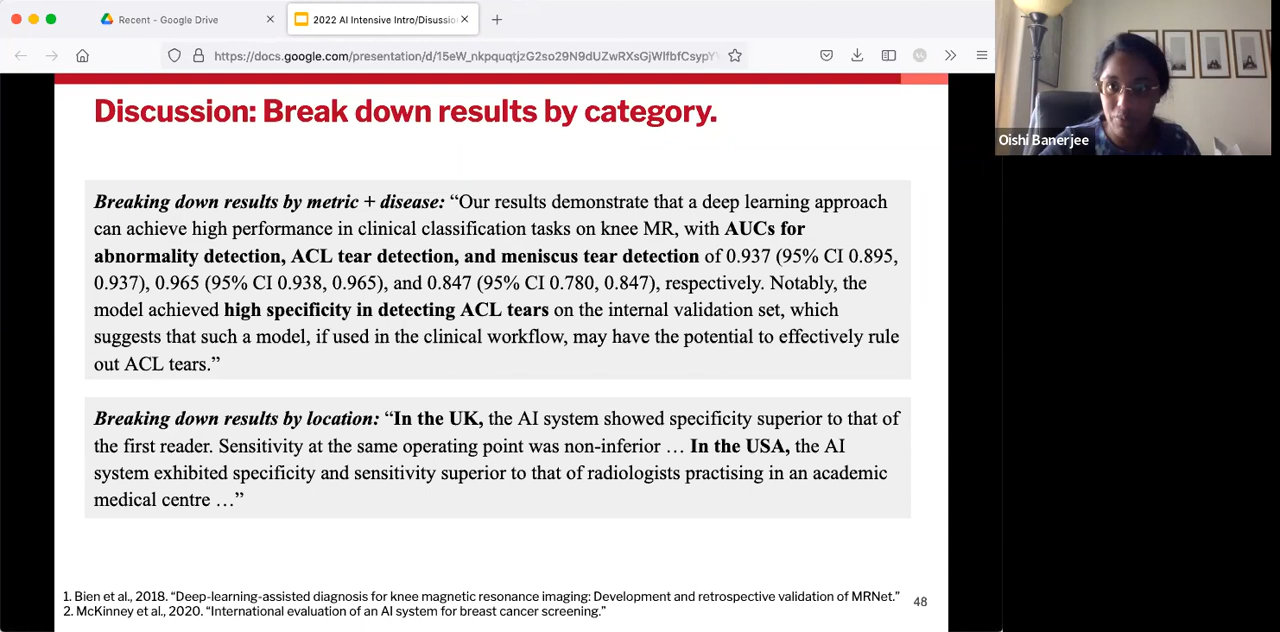 Recent - Google Drive
2022 AI Intensive Intro/Disussio
https://docs.google.com/presentation/d/15eW_nkpquqtjzG2so29N9dUZwRXsGjWlfbfCsypY
Oishi Banerjee
Discussion: Break down results by category.
Breaking down results by metric + disease: “Our results demonstrate that a deep learning approach
can achieve high performance in clinical classification tasks on knee MR, with AUCs for
abnormality detection, ACL tear detection, and meniscus tear detection of 0.937 (95% CI 0.895,
0.937), 0.965 (95% CI 0.938, 0.965), and 0.847 (95% CI 0.780, 0.847), respectively. Notably, the
model achieved high specificity in detecting ACL tears on the internal validation set, which
suggests that such a model, if used in the clinical workflow, may have the potential to effectively rule
out ACL tears.”
Breaking down results by location: “In the UK, the AI system showed specificity superior to that of
the first reader. Sensitivity at the same operating point was non-inferior … In the USA, the AI
system exhibited specificity and sensitivity superior to that of radiologists practising in an academic
medical centre …”
1. Bien et al., 2018. “Deep-learning-assisted diagnosis for knee magnetic resonance imaging: Development and retrospective validation of MRNet.”
2. McKinney et al., 2020. “International evaluation of an AI system for breast cancer screening.”
48